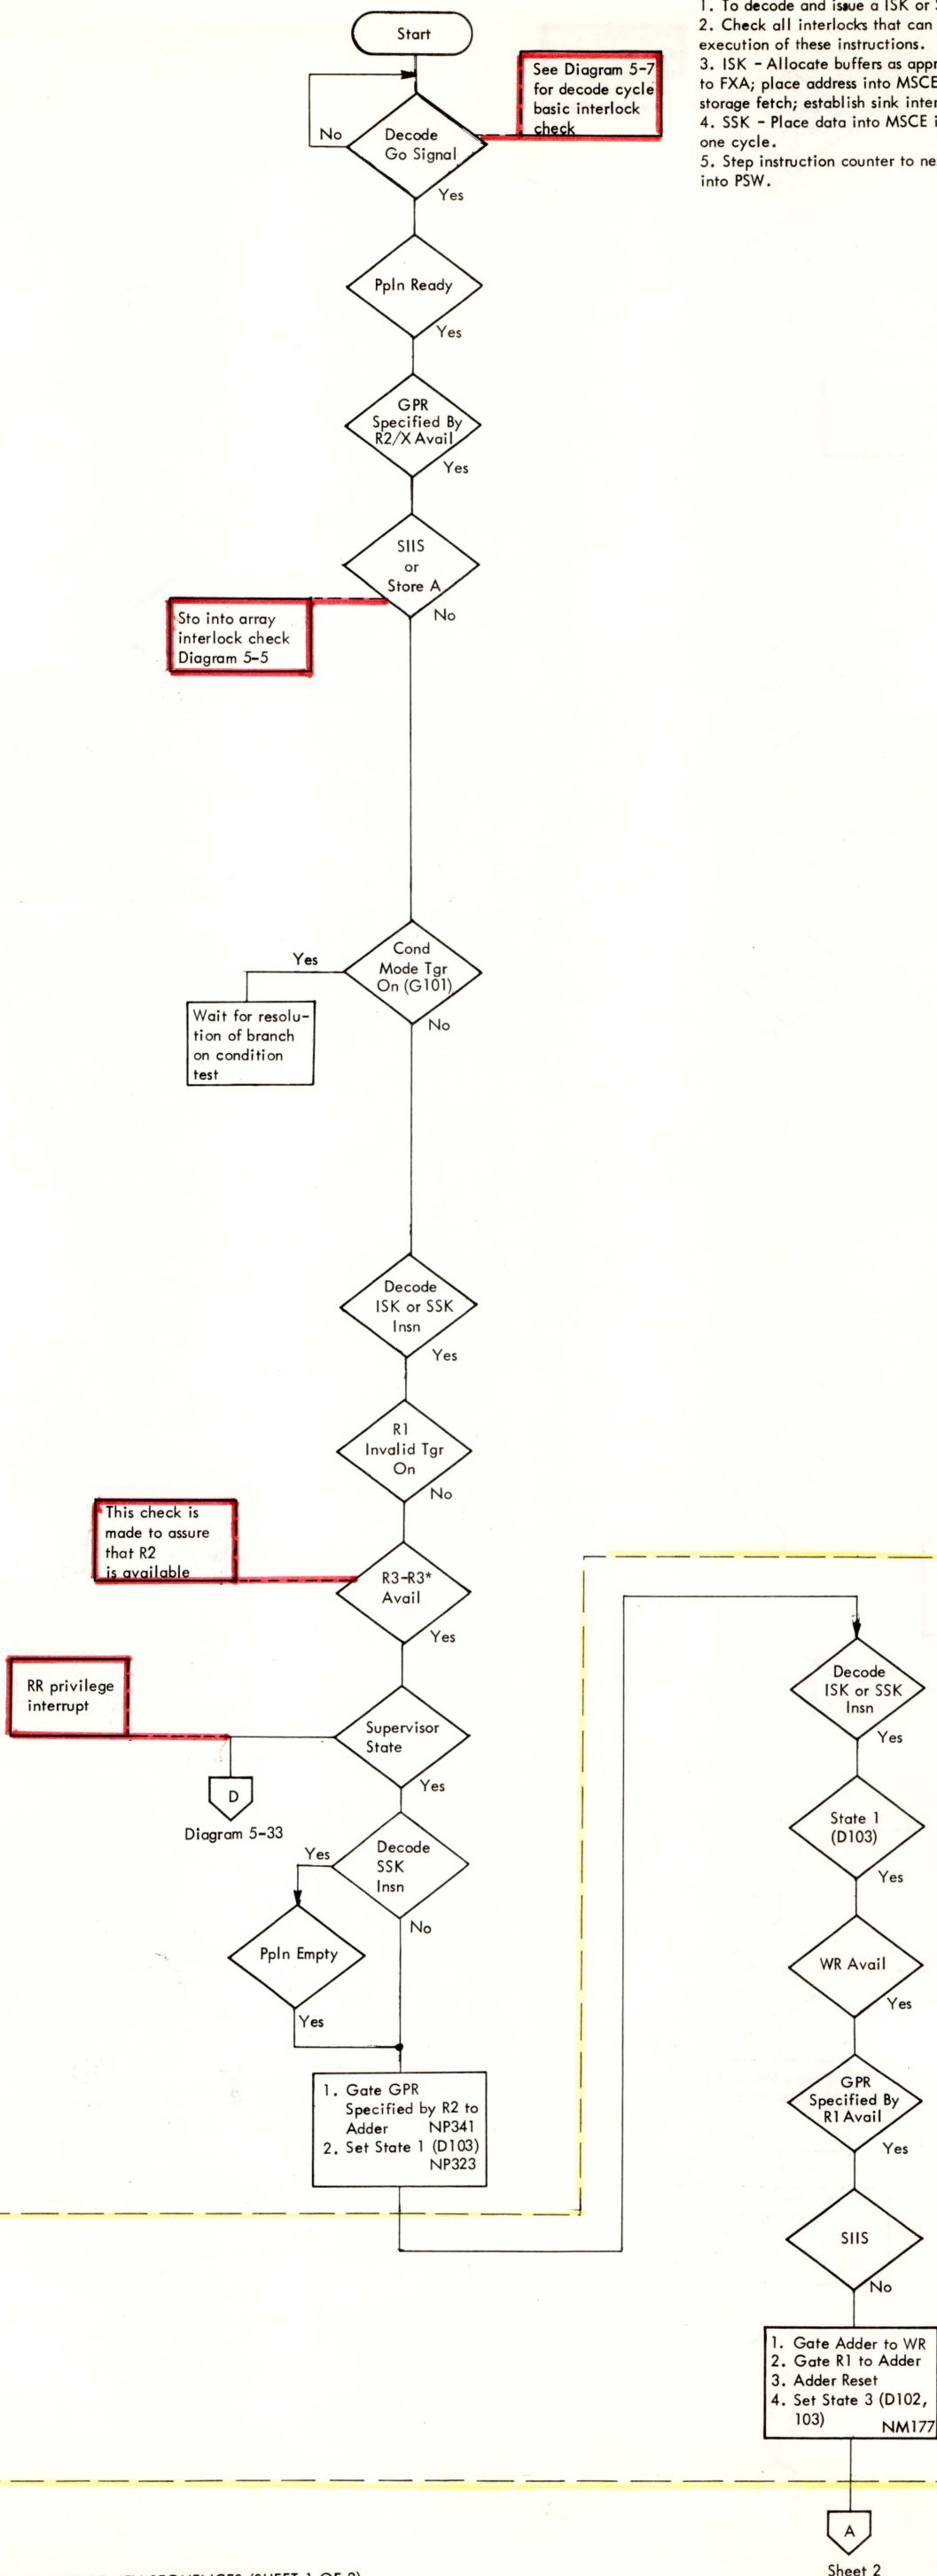 1. To decode and issue a ISK or
2. Check all interlocks that can
execution of these instructions.
3. ISK - Allocate buffers as appr
to FXA; place address into MSCE
storage fetch; establish sink inter
4. SSK - Place data into MSCE i
one cycle.
5. Step instruction counter to ne
into PSW.
Start
See Diagram 5-7
for decode cycle
basic interlock
check
No
Decode
Go Signal
Yes
Ppln Ready
Yes
GPR
Specified By
R2/X Avail
Yes
SIIS
or
Store A
No
Sto into array
interlock check
Diagram 5-5
Cond
Mode Tgr
On (G101)
Yes
No
Wait for resolu-
tion of branch
on condition
test
Decode
ISK or SSK
Insn
Yes
R1
Invalid Tgr
On
No
This check is
made to assure
that R2
is available
R3-R3*
Avail
Yes
RR privilege
interrupt
Supervisor
State
Yes
D
Diagram 5-33
Decode
SSK
Insn
Yes
No
Ppln Empty
Yes
1. Gate GPR
Specified by R2 to
Adder NP341
2. Set State 1 (D103)
NP323
Decode
ISK or SSK
Insn
Yes
State 1
(D103)
Yes
WR Avail
Yes
GPR
Specified By
R1 Avail
Yes
SIIS
No
1. Gate Adder to WR
2. Gate R1 to Adder
3. Adder Reset
4. Set State 3 (D102,
103) NM177
A
Sheet 2
SEQUENCES (SHEET 1 OF 2)